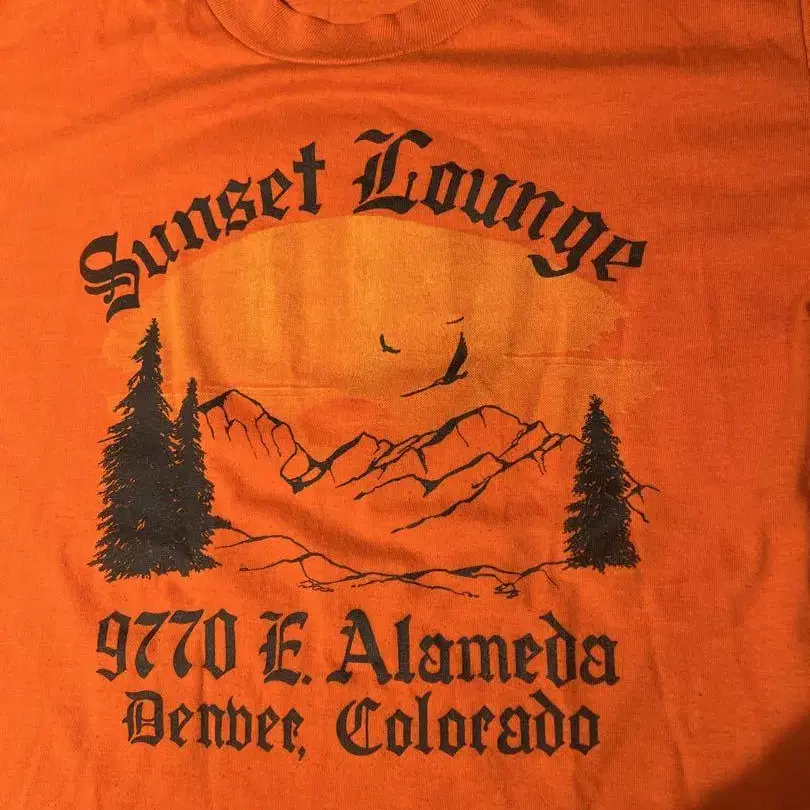 Sunset Lounge
9770 E. Alameda
Denver, Colorado